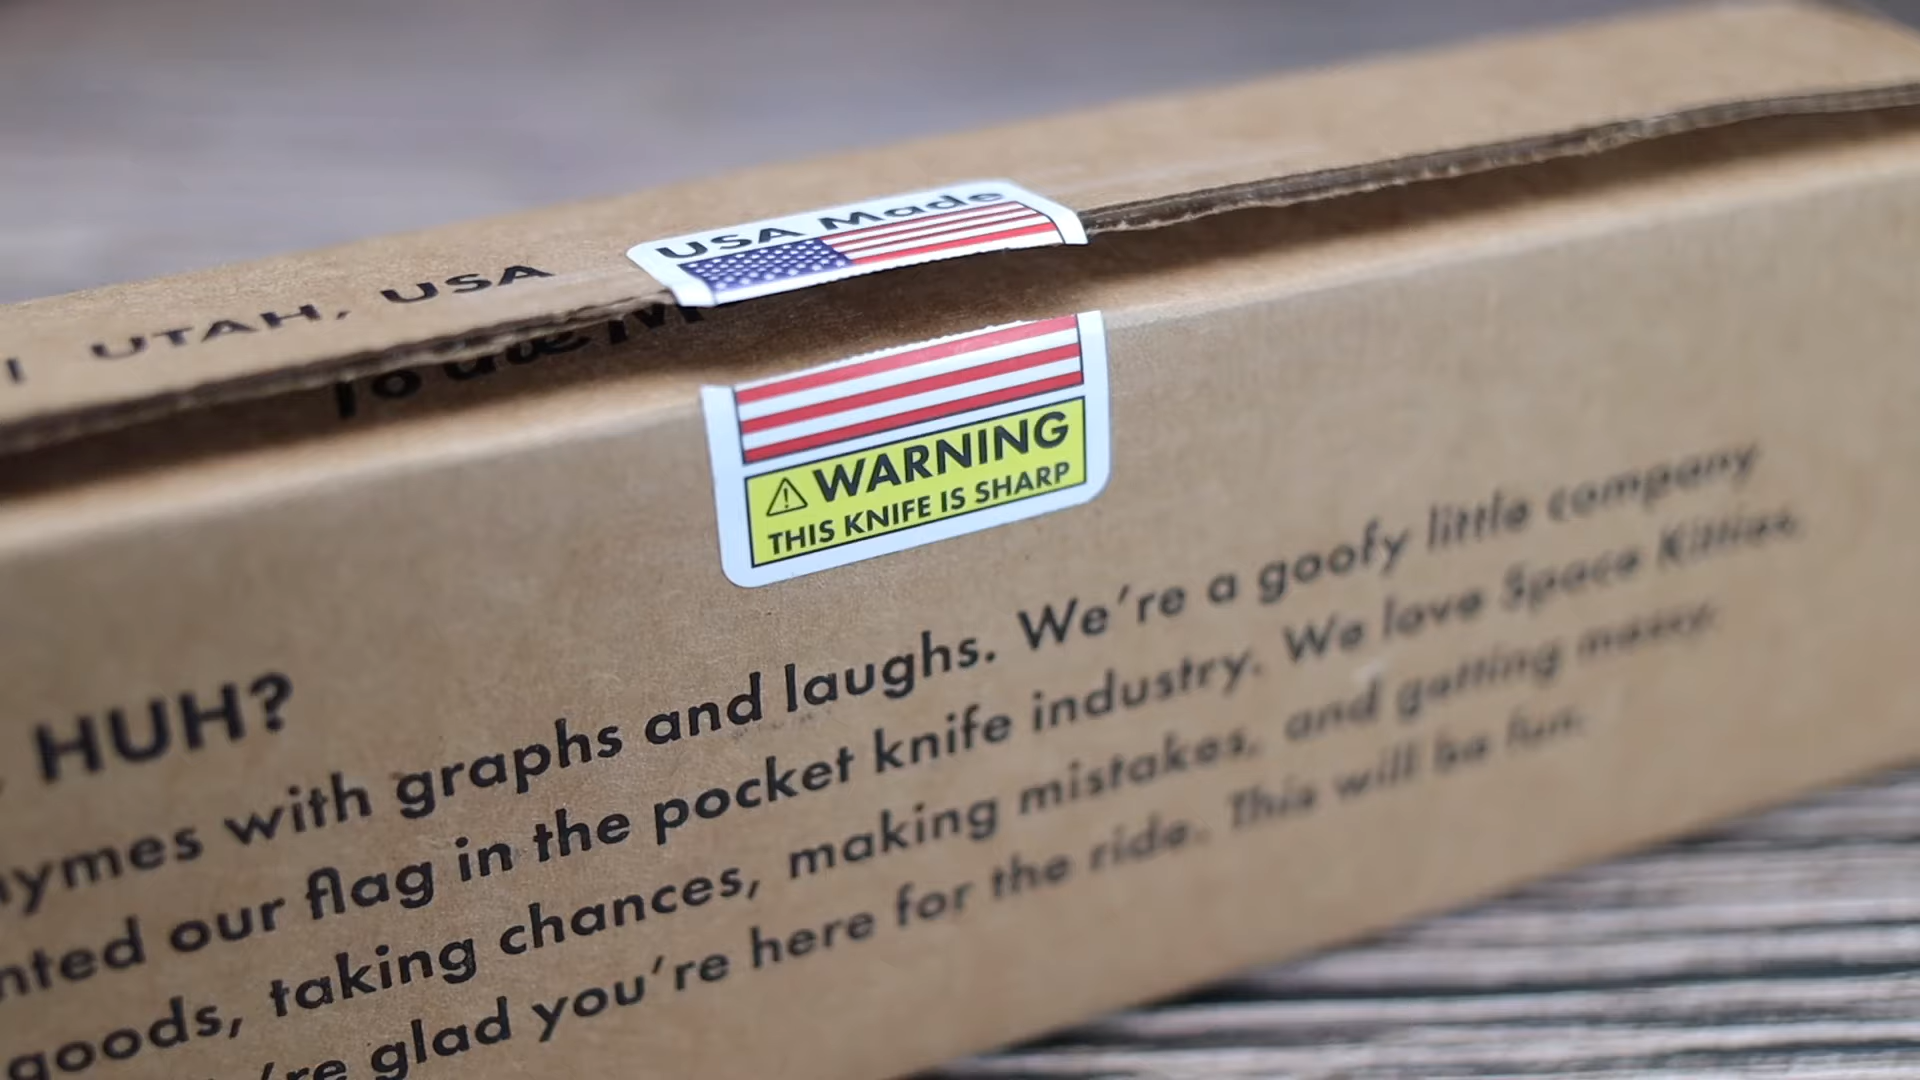 USA Made
UTAH, USA
WARNING
THIS KNIFE IS SHARP
HUH?
ymes with graphs and laughs. We're a goofy little company
nted our flag in the pocket knife industry. We love Space Kitties,
goods, taking chances, making mistakes, and getting messy.
're glad you're here for the ride. This will be fun.